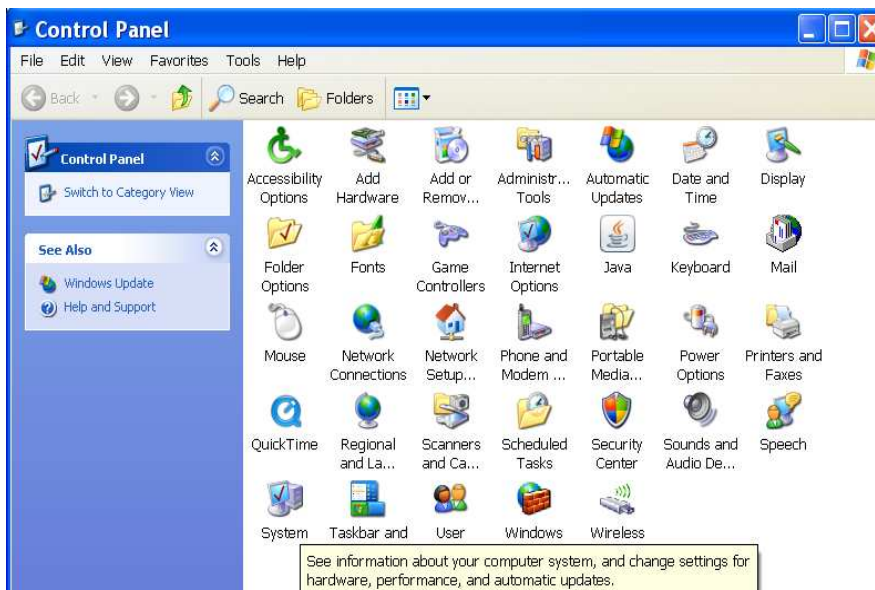 Control Panel
File Edit View Favorites Tools Help
Back Search Folders
Control Panel
Switch to Category View
See Also
Windows Update
Help and Support
Accessibility Options
Add Hardware
Add or Remov...
Administr... Tools
Automatic Updates
Date and Time
Display
Folder Options
Fonts
Game Controllers
Internet Options
Java
Keyboard
Mail
Mouse
Network Connections
Network Setup...
Phone and Modem ...
Portable Media...
Power Options
Printers and Faxes
QuickTime
Regional and La...
Scanners and Ca...
Scheduled Tasks
Security Center
Sounds and Audio De...
Speech
System
Taskbar and
User
Windows
Wireless
See information about your computer system, and change settings for
hardware, performance, and automatic updates.